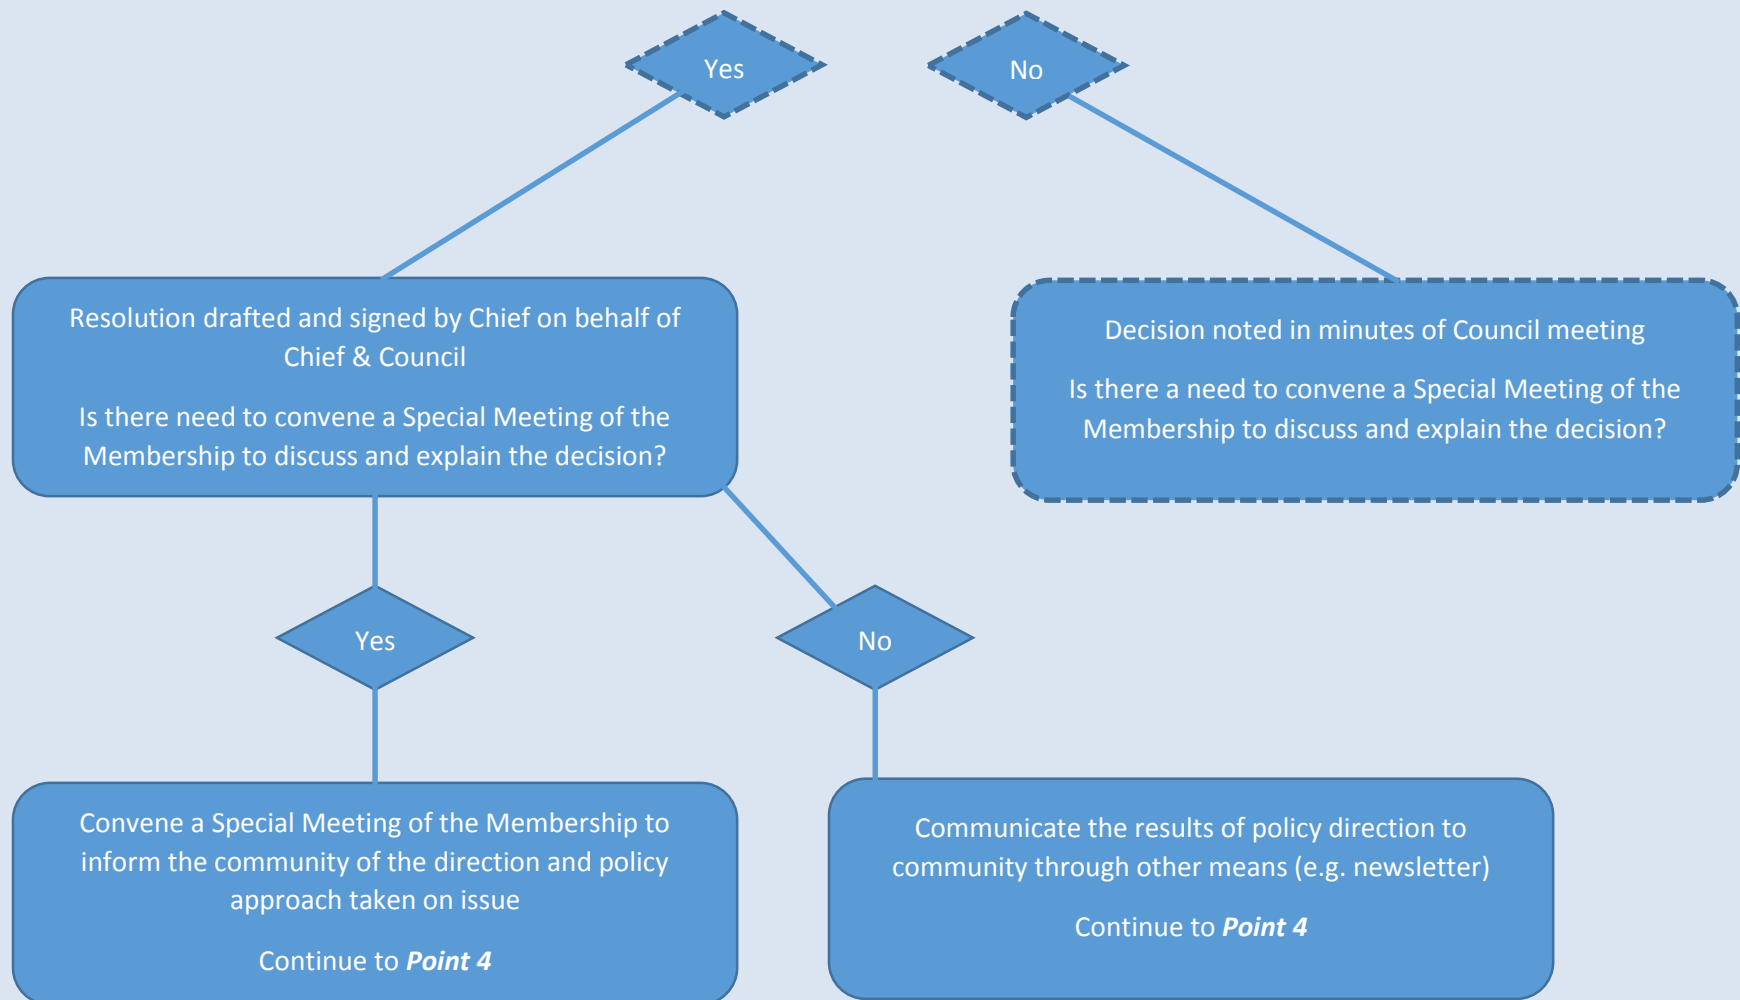 Yes
No
Resolution drafted and signed by Chief on behalf of
Chief & Council
Is there need to convene a Special Meeting of the
Membership to discuss and explain the decision?
Decision noted in minutes of Council meeting
Is there a need to convene a Special Meeting of the
Membership to discuss and explain the decision?
Yes
No
Convene a Special Meeting of the Membership to
inform the community of the direction and policy
approach taken on issue
Continue to Point 4
Communicate the results of policy direction to
community through other means (e.g. newsletter)
Continue to Point 4